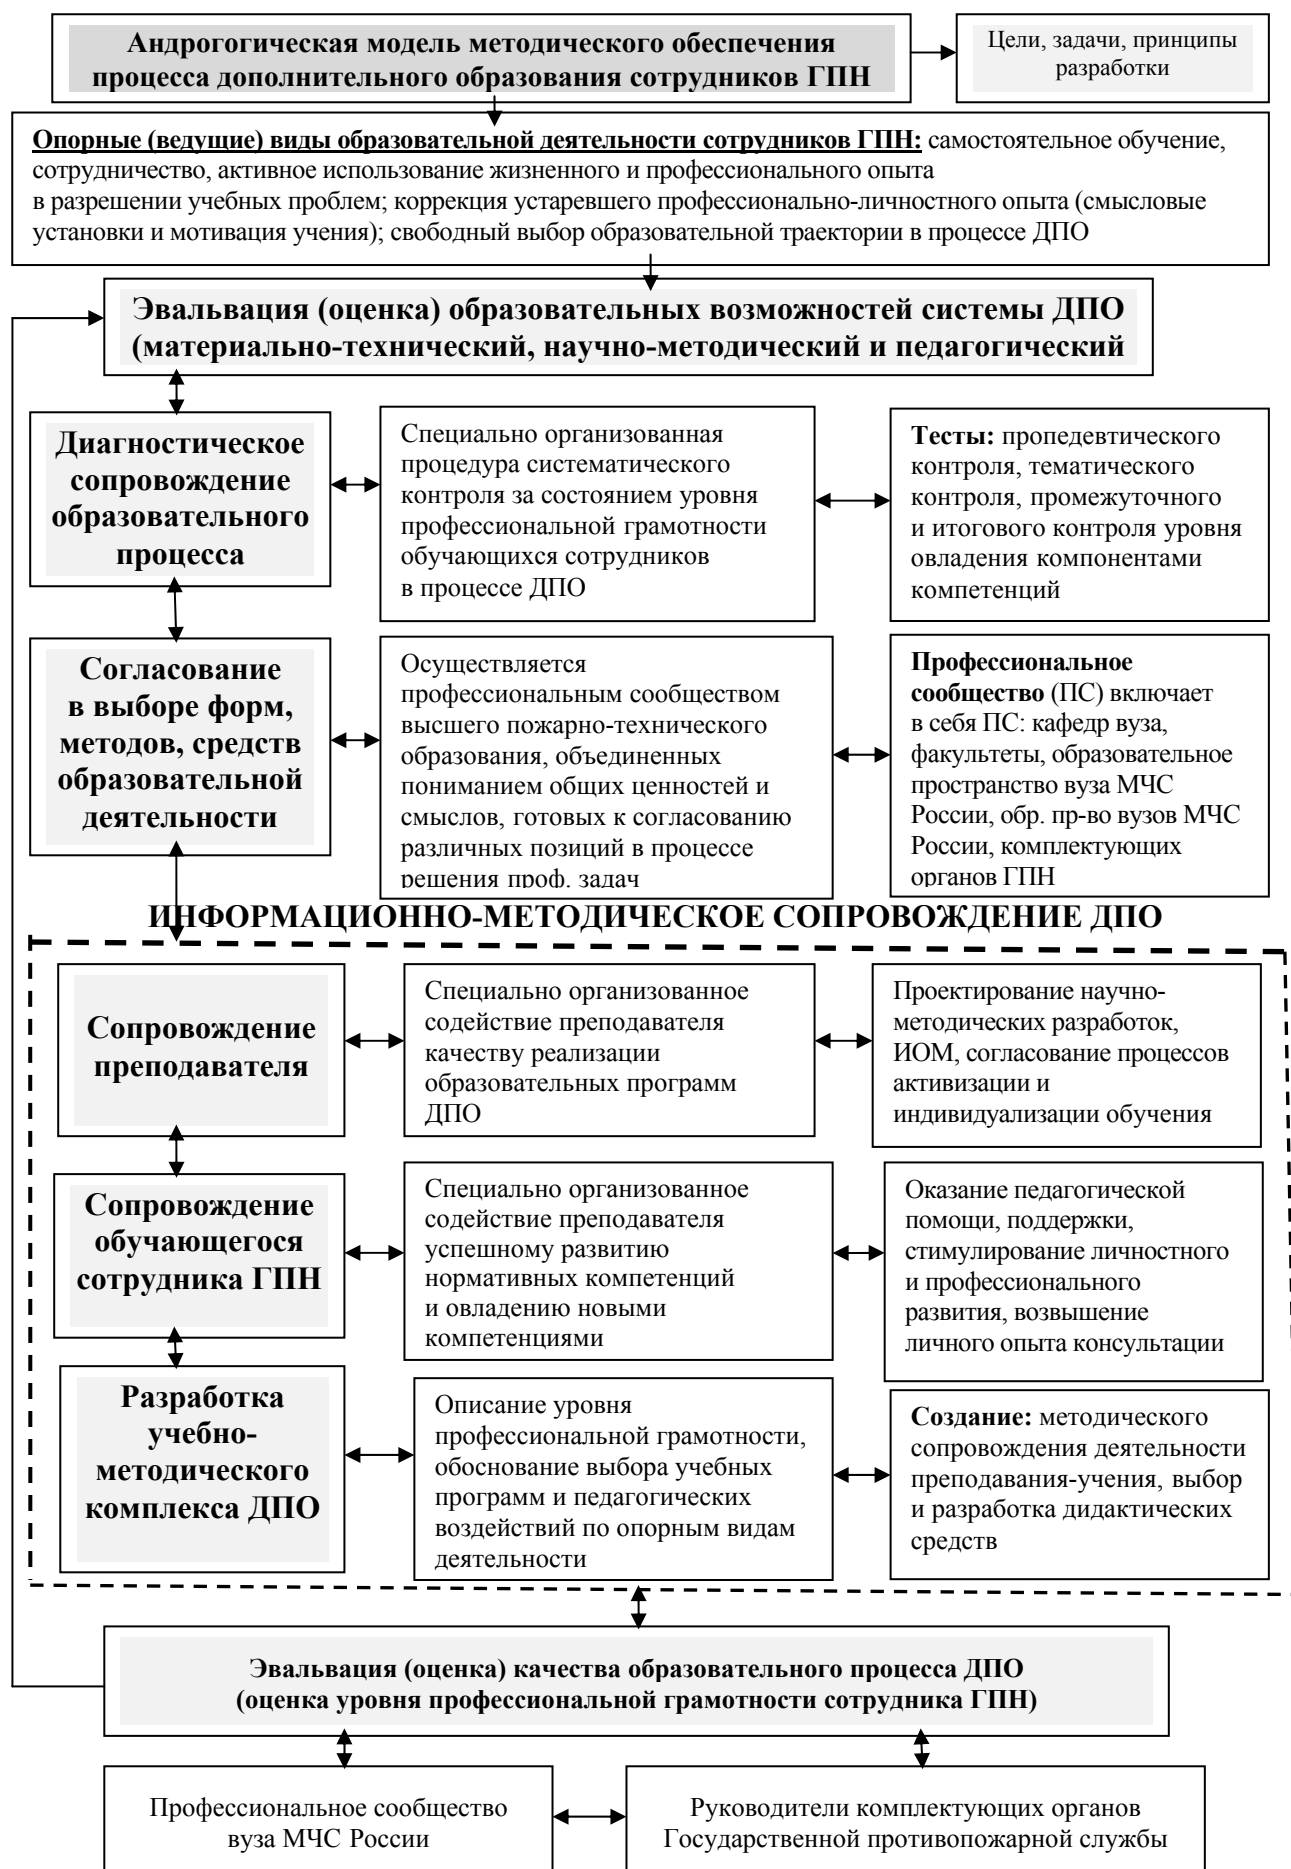 Андрогогическая модель методического обеспечения
процесса дополнительного образования сотрудников ГПН
Цели, задачи, принципы
разработки
Опорные (ведущие) виды образовательной деятельности сотрудников ГПН: самостоятельное обучение,
сотрудничество, активное использование жизненного и профессионального опыта
в разрешении учебных проблем; коррекция устаревшего профессионально-личностного опыта (смысловые
установки и мотивация учения); свободный выбор образовательной траектории в процессе ДПО
Эвальвация (оценка) образовательных возможностей системы ДПО
(материально-технический, научно-методический и педагогический
Диагностическое
сопровождение
образовательного
процесса
Специально организованная
процедура систематического
контроля за состоянием уровня
профессиональной грамотности
обучающихся сотрудников
в процессе ДПО
Тесты: пропедевтического
контроля, тематического
контроля, промежуточного
и итогового контроля уровня
овладения компонентами
компетенций
Согласование
в выборе форм,
методов, средств
образовательной
деятельности
Осуществляется
профессиональным сообществом
высшего пожарно-технического
образования, объединенных
пониманием общих ценностей и
смыслов, готовых к согласованию
различных позиций в процессе
решения проф. задач
Профессиональное
сообщество (ПС) включает
в себя ПС: кафедр вуза,
факультеты, образовательное
пространство вуза МЧС
России, обр. пр-во вузов МЧС
России, комплектующих
органов ГПН
ИНФОРМАЦИОННО-МЕТОДИЧЕСКОЕ СОПРОВОЖДЕНИЕ ДПО
Сопровождение
преподавателя
Специально организованное
содействие преподавателя
качеству реализации
образовательных программ
ДПО
Проектирование научно-
методических разработок,
ИОМ, согласование процессов
активизации и
индивидуализации обучения
Сопровождение
обучающегося
сотрудника ГПН
Специально организованное
содействие преподавателя
успешному развитию
нормативных компетенций
и овладению новыми
компетенциями
Оказание педагогической
помощи, поддержки,
стимулирование личностного
и профессионального
развития, возвышение
личного опыта консультации
Разработка
учебно-
методического
комплекса ДПО
Описание уровня
профессиональной грамотности,
обоснование выбора учебных
программ и педагогических
воздействий по опорным видам
деятельности
Создание: методического
сопровождения деятельности
преподавания-учения, выбор
и разработка дидактических
средств
Эвальвация (оценка) качества образовательного процесса ДПО
(оценка уровня профессиональной грамотности сотрудника ГПН)
Профессиональное сообщество
вуза МЧС России
Руководители комплектующих органов
Государственной противопожарной службы